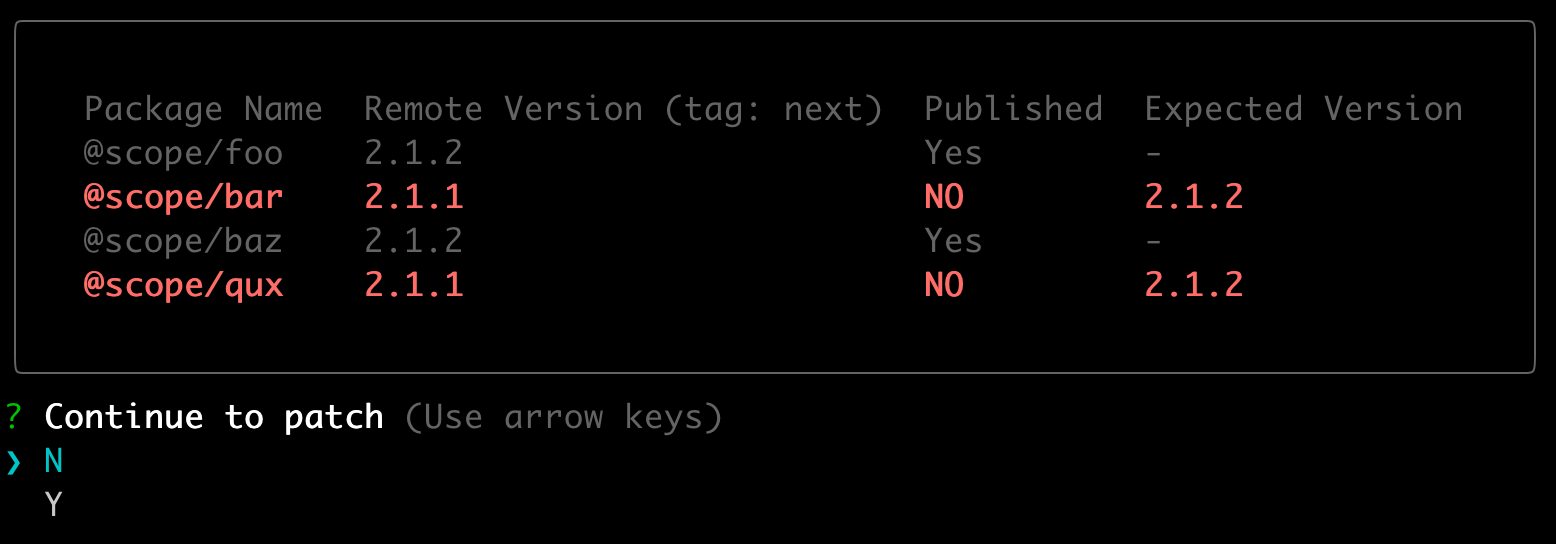 Package Name  Remote Version (tag: next)  Published  Expected Version
@scope/foo    2.1.2                       Yes        -
@scope/bar    2.1.1                       NO         2.1.2
@scope/baz    2.1.2                       Yes        -
@scope/qux    2.1.1                       NO         2.1.2
? Continue to patch (Use arrow keys)
❯ N
  Y